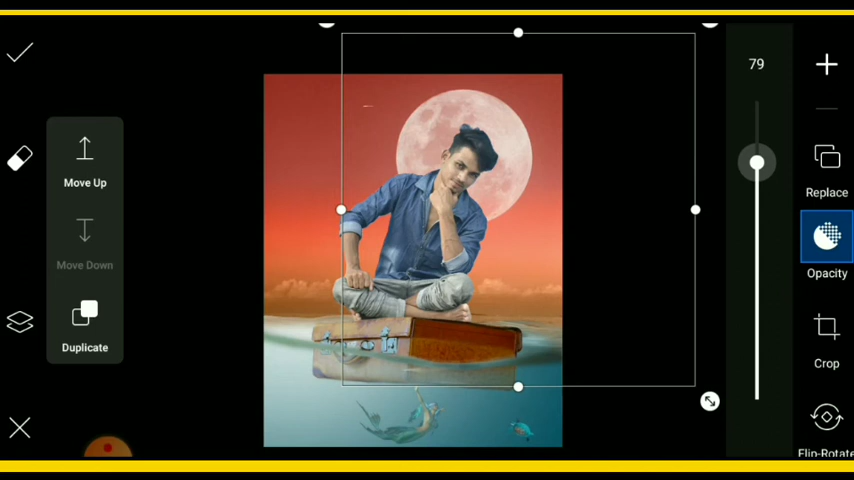 79
Move Up
Replace
Move Down
Opacity
Duplicate
Crop
Flip-Rotate